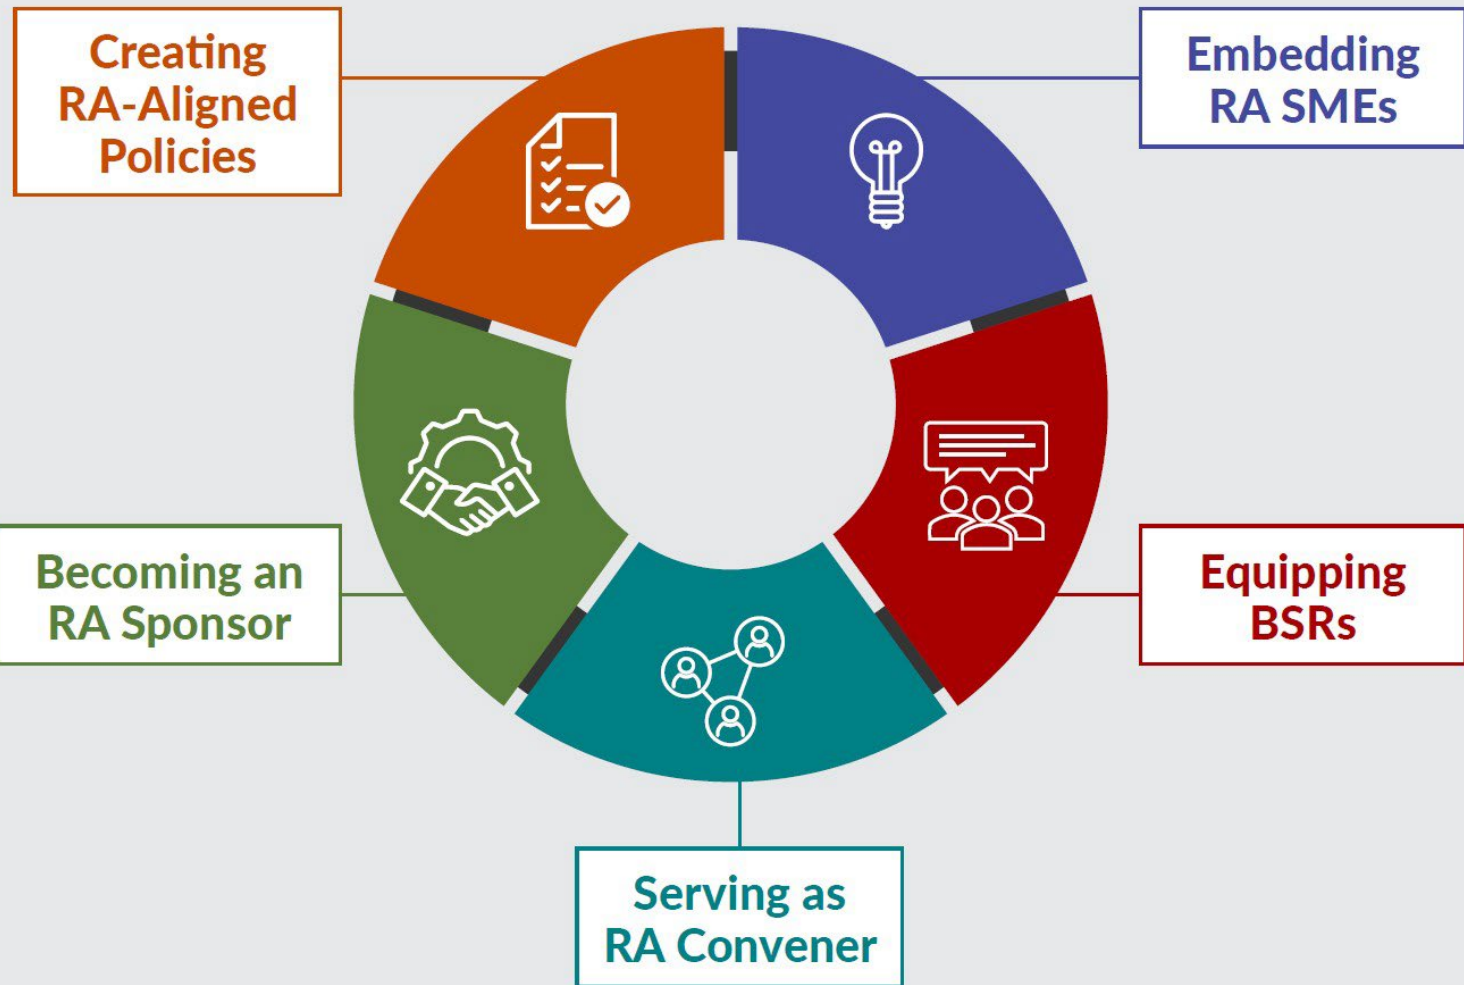 Creating
RA-Aligned
Policies
Embedding
RA SMEs
Becoming an
RA Sponsor
Equipping
BSRs
Serving as
RA Convener